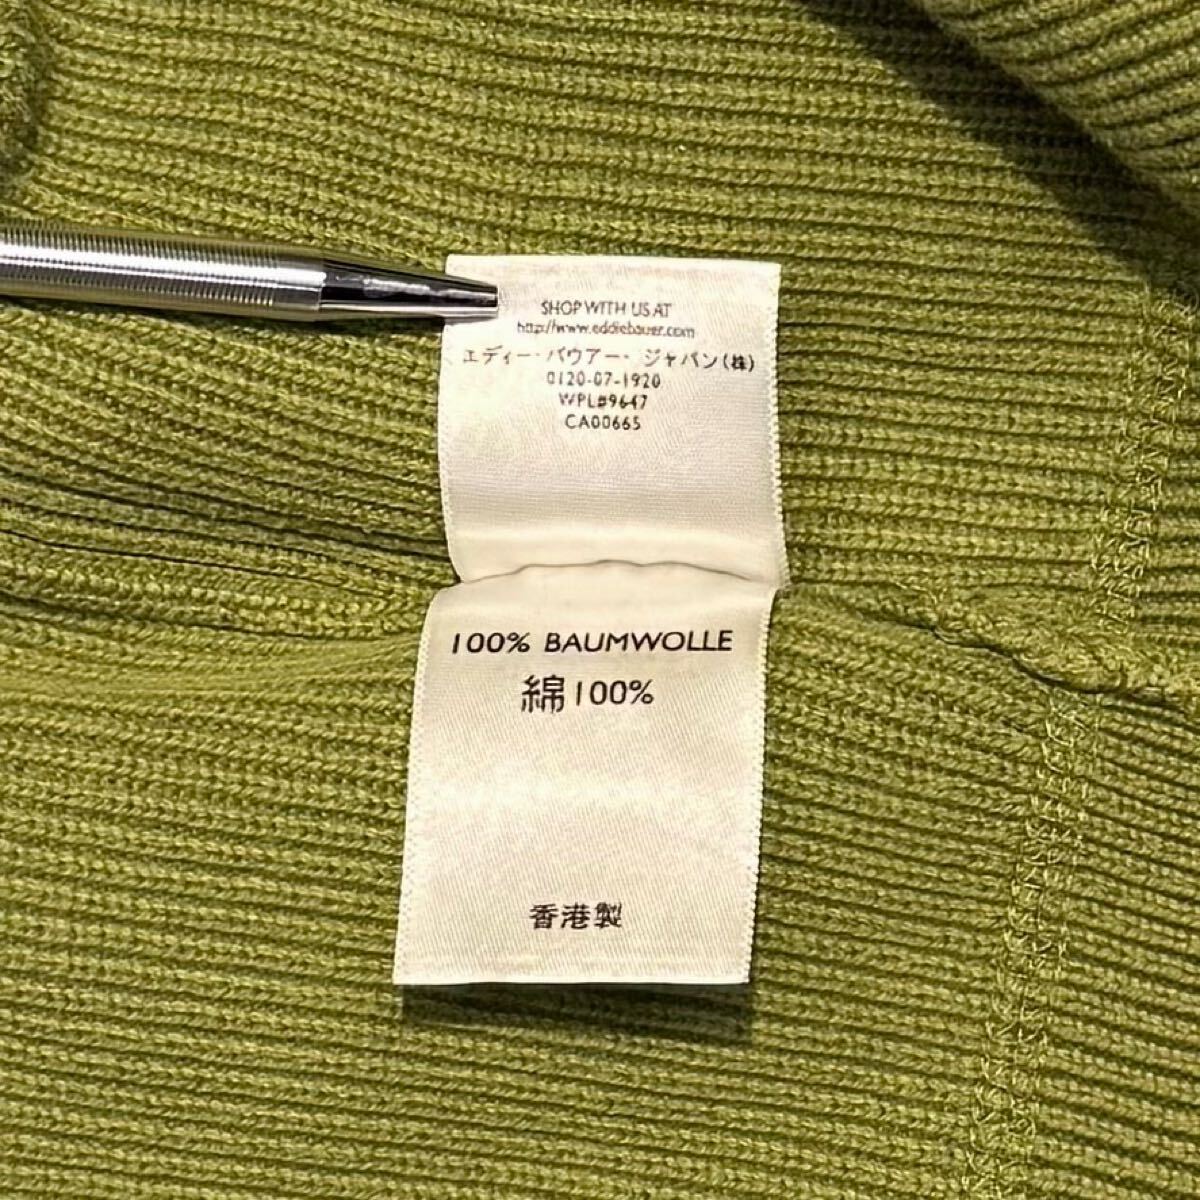 SHOP WITH US AT
http://www.eddiebauer.com
エディー・バウアー・ジャパン(株)
0120-07-1920
WPL#9647
CA00665
100% BAUMWOLLE
綿100%
香港製